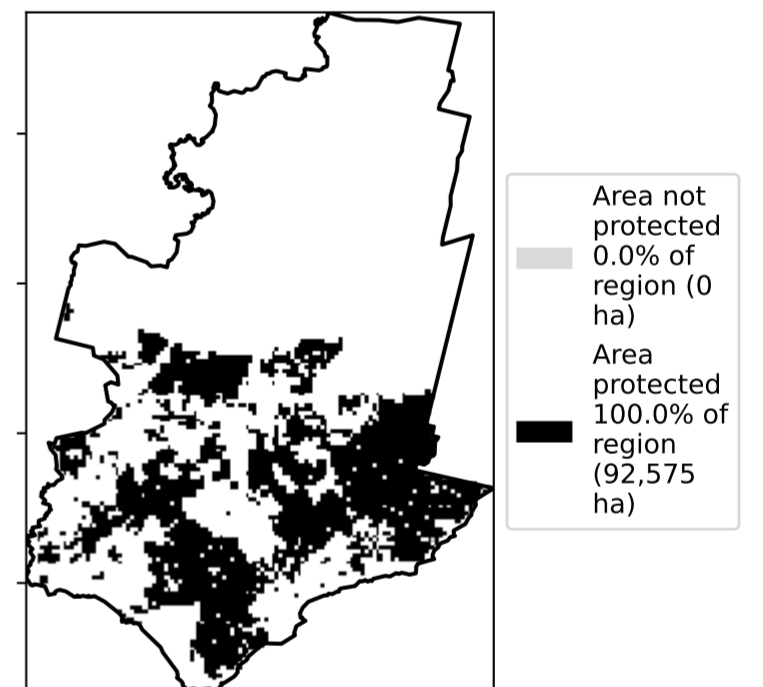 Area not
protected
0.0% of
region (0
ha)
Area
protected
100.0% of
region
(92,575
ha)